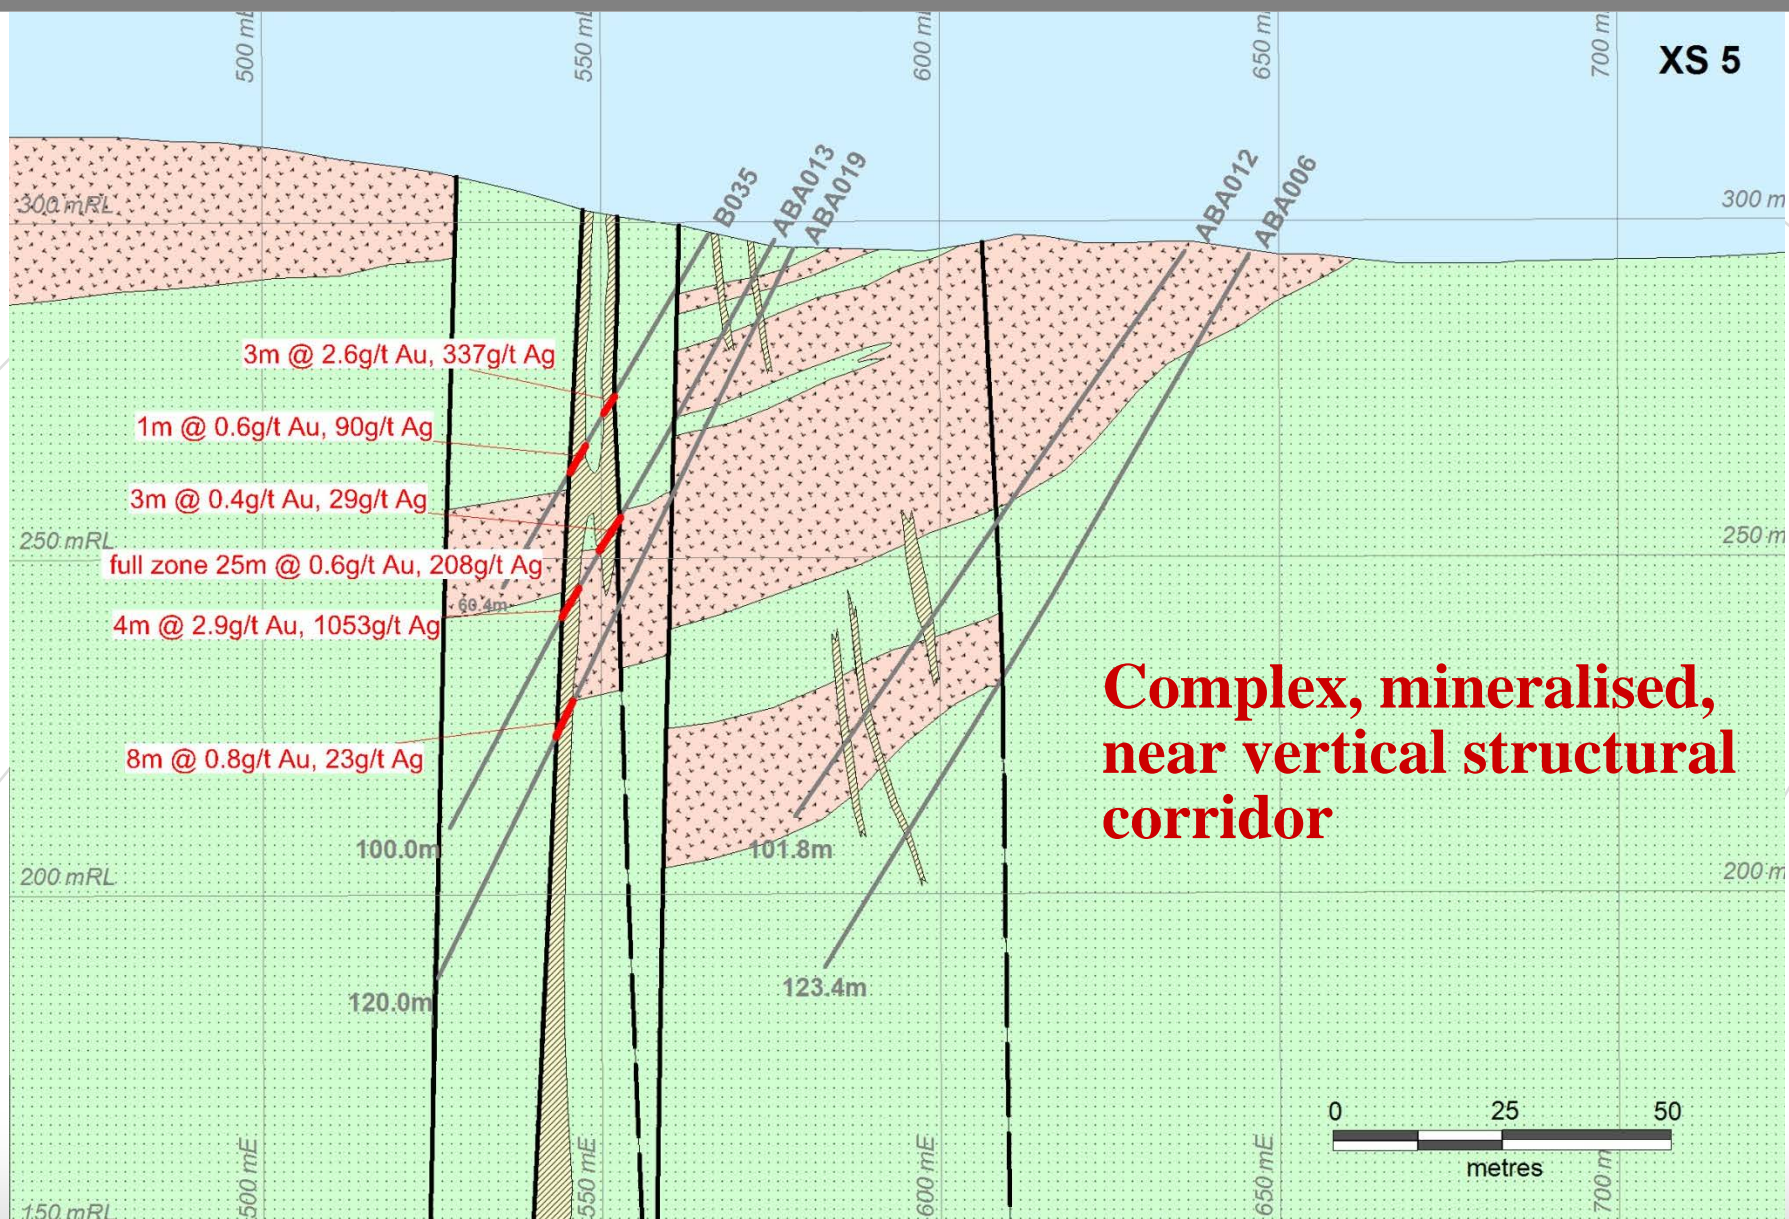 500 mE
550 mE
600 mE
650 mE
700 mE
XS 5
B035
ABA013
ABA019
ABA012
ABA006
300 mRL
300 m
3m @ 2.6g/t Au, 337g/t Ag
1m @ 0.6g/t Au, 90g/t Ag
3m @ 0.4g/t Au, 29g/t Ag
250 mRL
250 m
full zone 25m @ 0.6g/t Au, 208g/t Ag
60.4m
4m @ 2.9g/t Au, 1053g/t Ag
8m @ 0.8g/t Au, 23g/t Ag
Complex, mineralised,
near vertical structural
corridor
100.0m
101.8m
200 mRL
200 m
120.0m
123.4m
0 25 50
metres
500 mE
550 mE
600 mE
650 mE
700 m
150 mRL